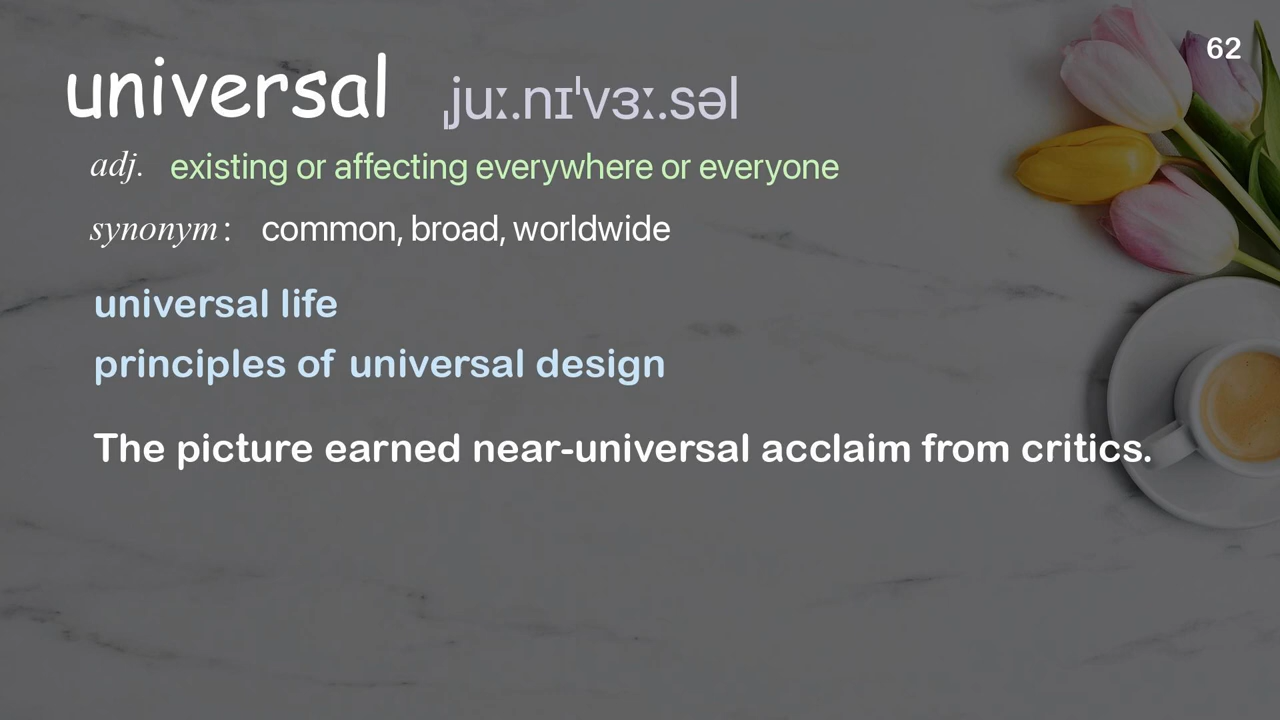 62
universal ˌjuː.nɪˈvɜː.səl
adj. existing or affecting everywhere or everyone
synonym: common, broad, worldwide
universal life
principles of universal design
The picture earned near-universal acclaim from critics.